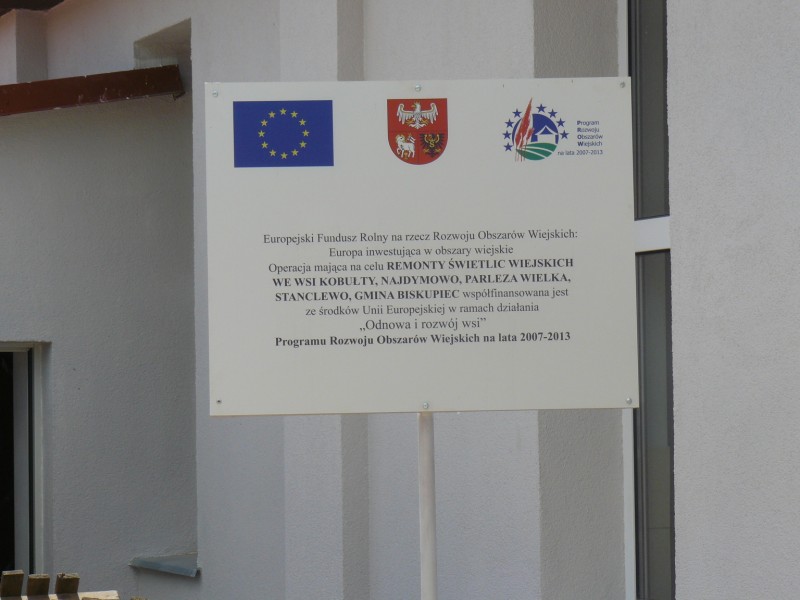 Program
Rozwoju
Obszarów
Wiejskich
na lata 2007-2013
Europejski Fundusz Rolny na rzecz Rozwoju Obszarów Wiejskich:
Europa inwestująca w obszary wiejskie
Operacja mająca na celu REMONTY ŚWIETLIC WIEJSKICH
WE WSI KOBUŁTY, NAJDYMOWO, PARLEZA WIELKA,
STANCLEWO, GMINA BISKUPIEC współfinansowana jest
ze środków Unii Europejskiej w ramach działania
„Odnowa i rozwój wsi”
Programu Rozwoju Obszarów Wiejskich na lata 2007-2013